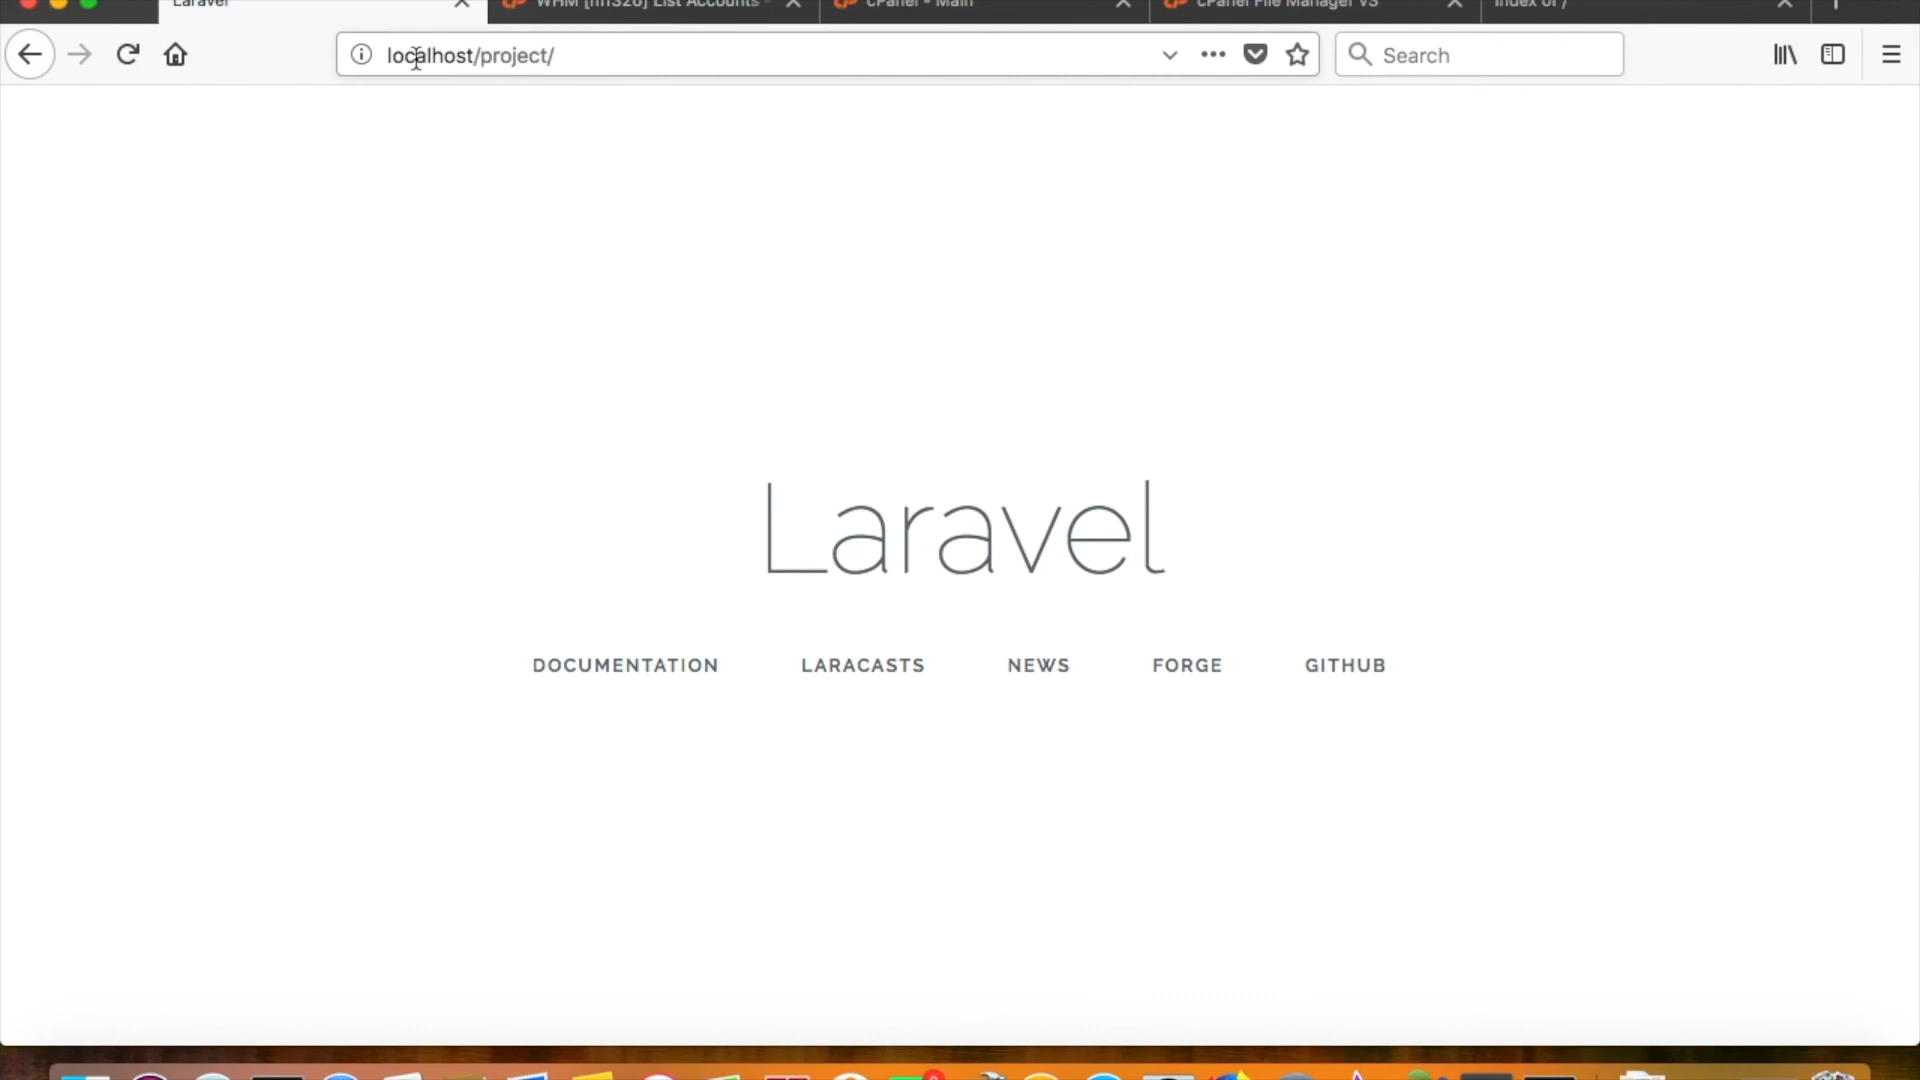 Laravel
WHM [hn326] List Accounts -
cPanel - Main
cPanel File Manager v3
Index of /
localhost/project/
Search
Laravel
DOCUMENTATION
LARACASTS
NEWS
FORGE
GITHUB